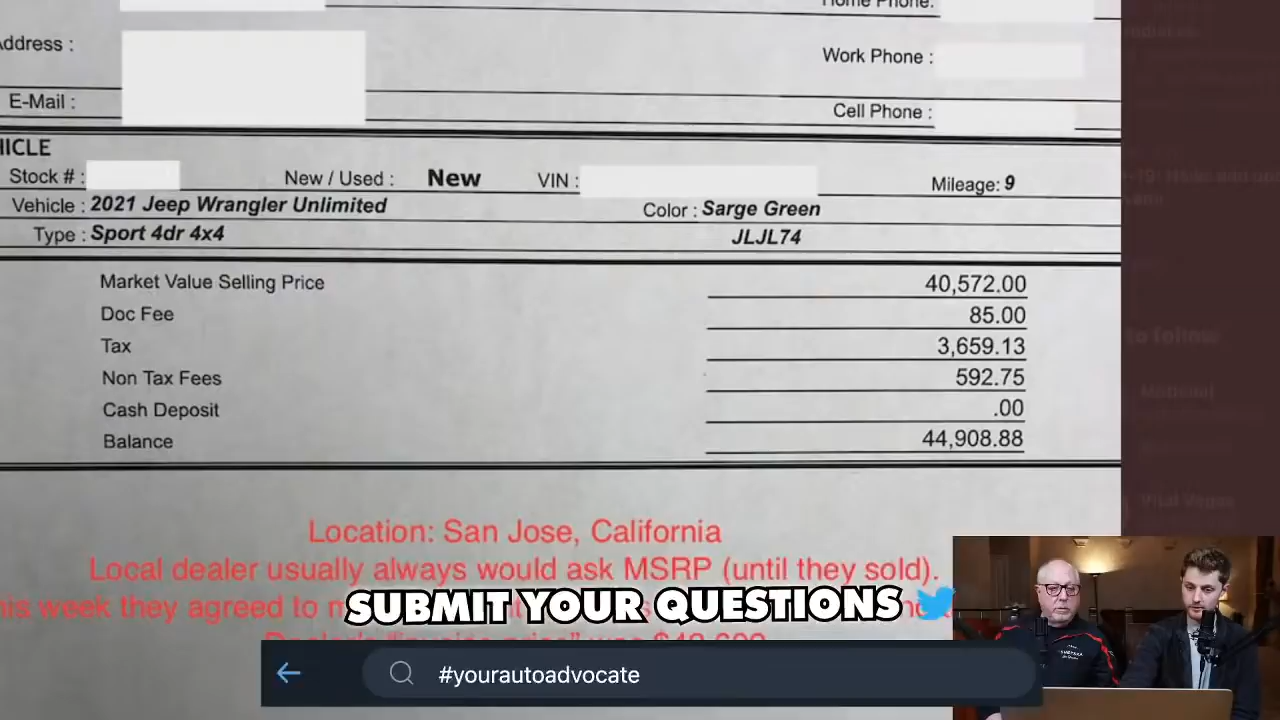 Home Phone:
Address :
Work Phone :
E-Mail :
Cell Phone :
Stock # : New / Used : New VIN : Mileage: 9
Vehicle : 2021 Jeep Wrangler Unlimited Color : Sarge Green
Type : Sport 4dr 4x4 JLJL74
Market Value Selling Price 40,572.00
Doc Fee 85.00
Tax 3,659.13
Non Tax Fees 592.75
Cash Deposit .00
Balance 44,908.88
Location: San Jose, California
Local dealer usually always would ask MSRP (until they sold).
week they agreed to
SUBMIT YOUR QUESTIONS
#yourautoadvocate